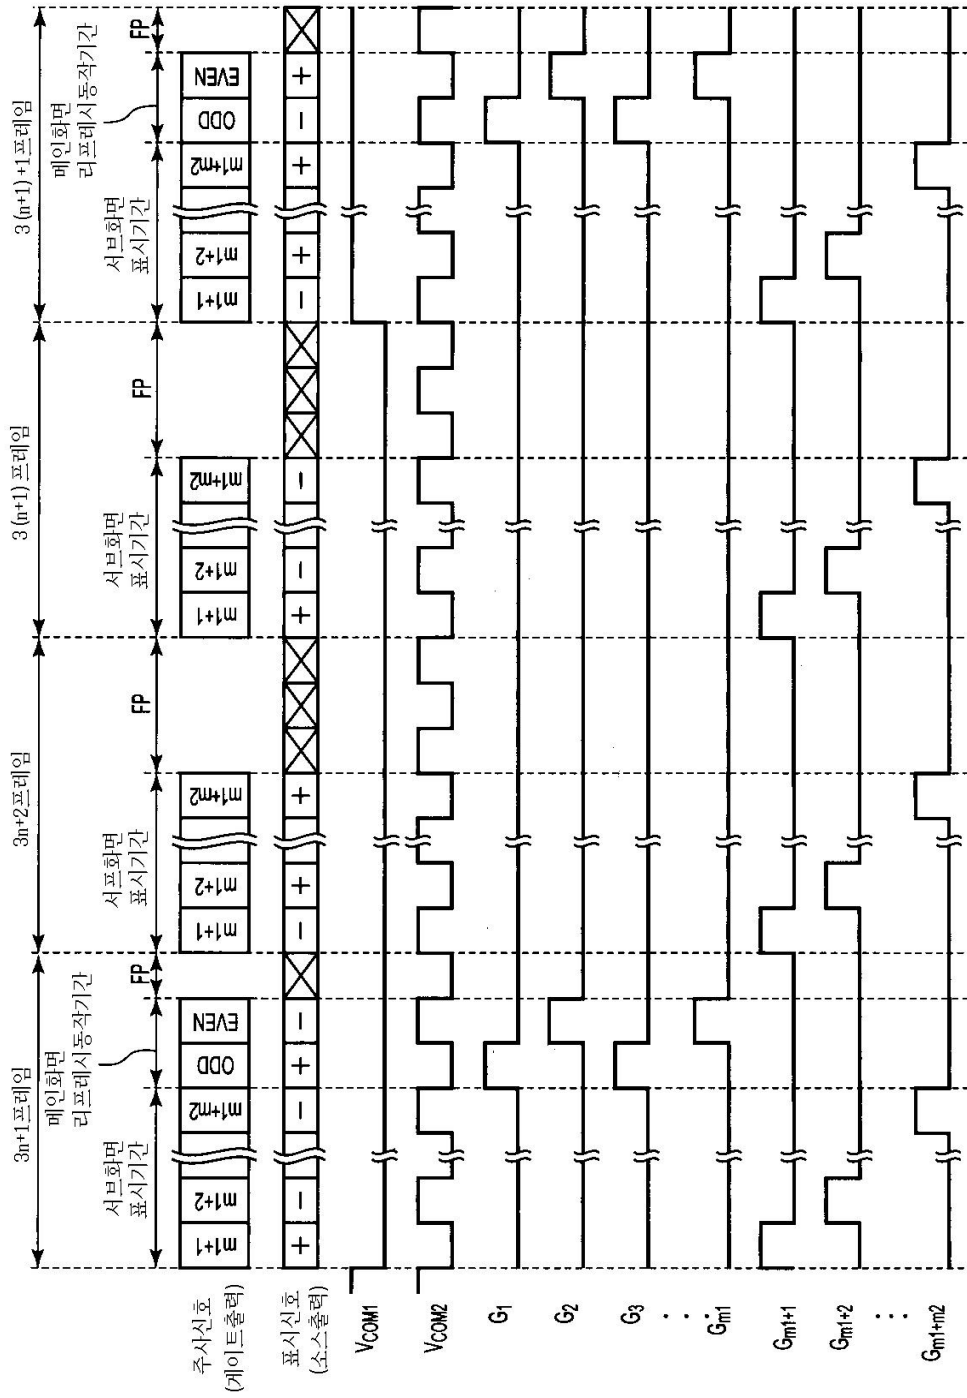 3n+1프레임 3n+2프레임 3(n+1)프레임 3(n+1)+1프레임
서브화면 표시기간
메인화면 리프레시동작기간
FP
서프화면 표시기간
FP
서브화면 표시기간
FP
서브화면 표시기간
메인화면 리프레시동작기간
FP
주사신호
(게이트출력)
m1+1 m1+2 m1+m2 ODD EVEN m1+1 m1+2 m1+m2 m1+1 m1+2 m1+m2 m1+1 m1+2 m1+m2 ODD EVEN
표시신호
(소스출력)
+ − − + − − + + + − − − + + − +
VCOM1
VCOM2
G1
G2
G3
Gm1
Gm1+1
Gm1+2
Gm1+m2